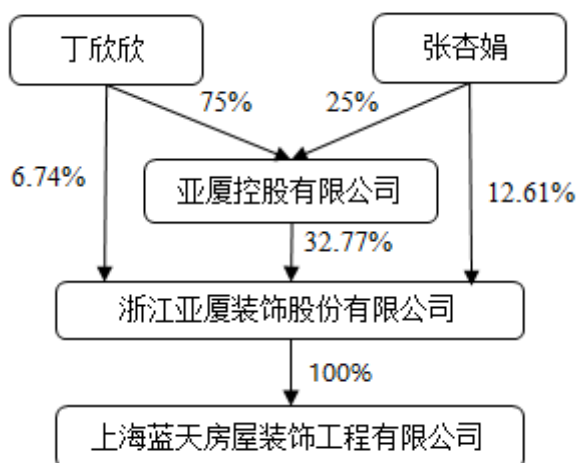 丁欣欣
张杏娟
75%
25%
6.74%
亚厦控股有限公司
12.61%
32.77%
浙江亚厦装饰股份有限公司
100%
上海蓝天房屋装饰工程有限公司